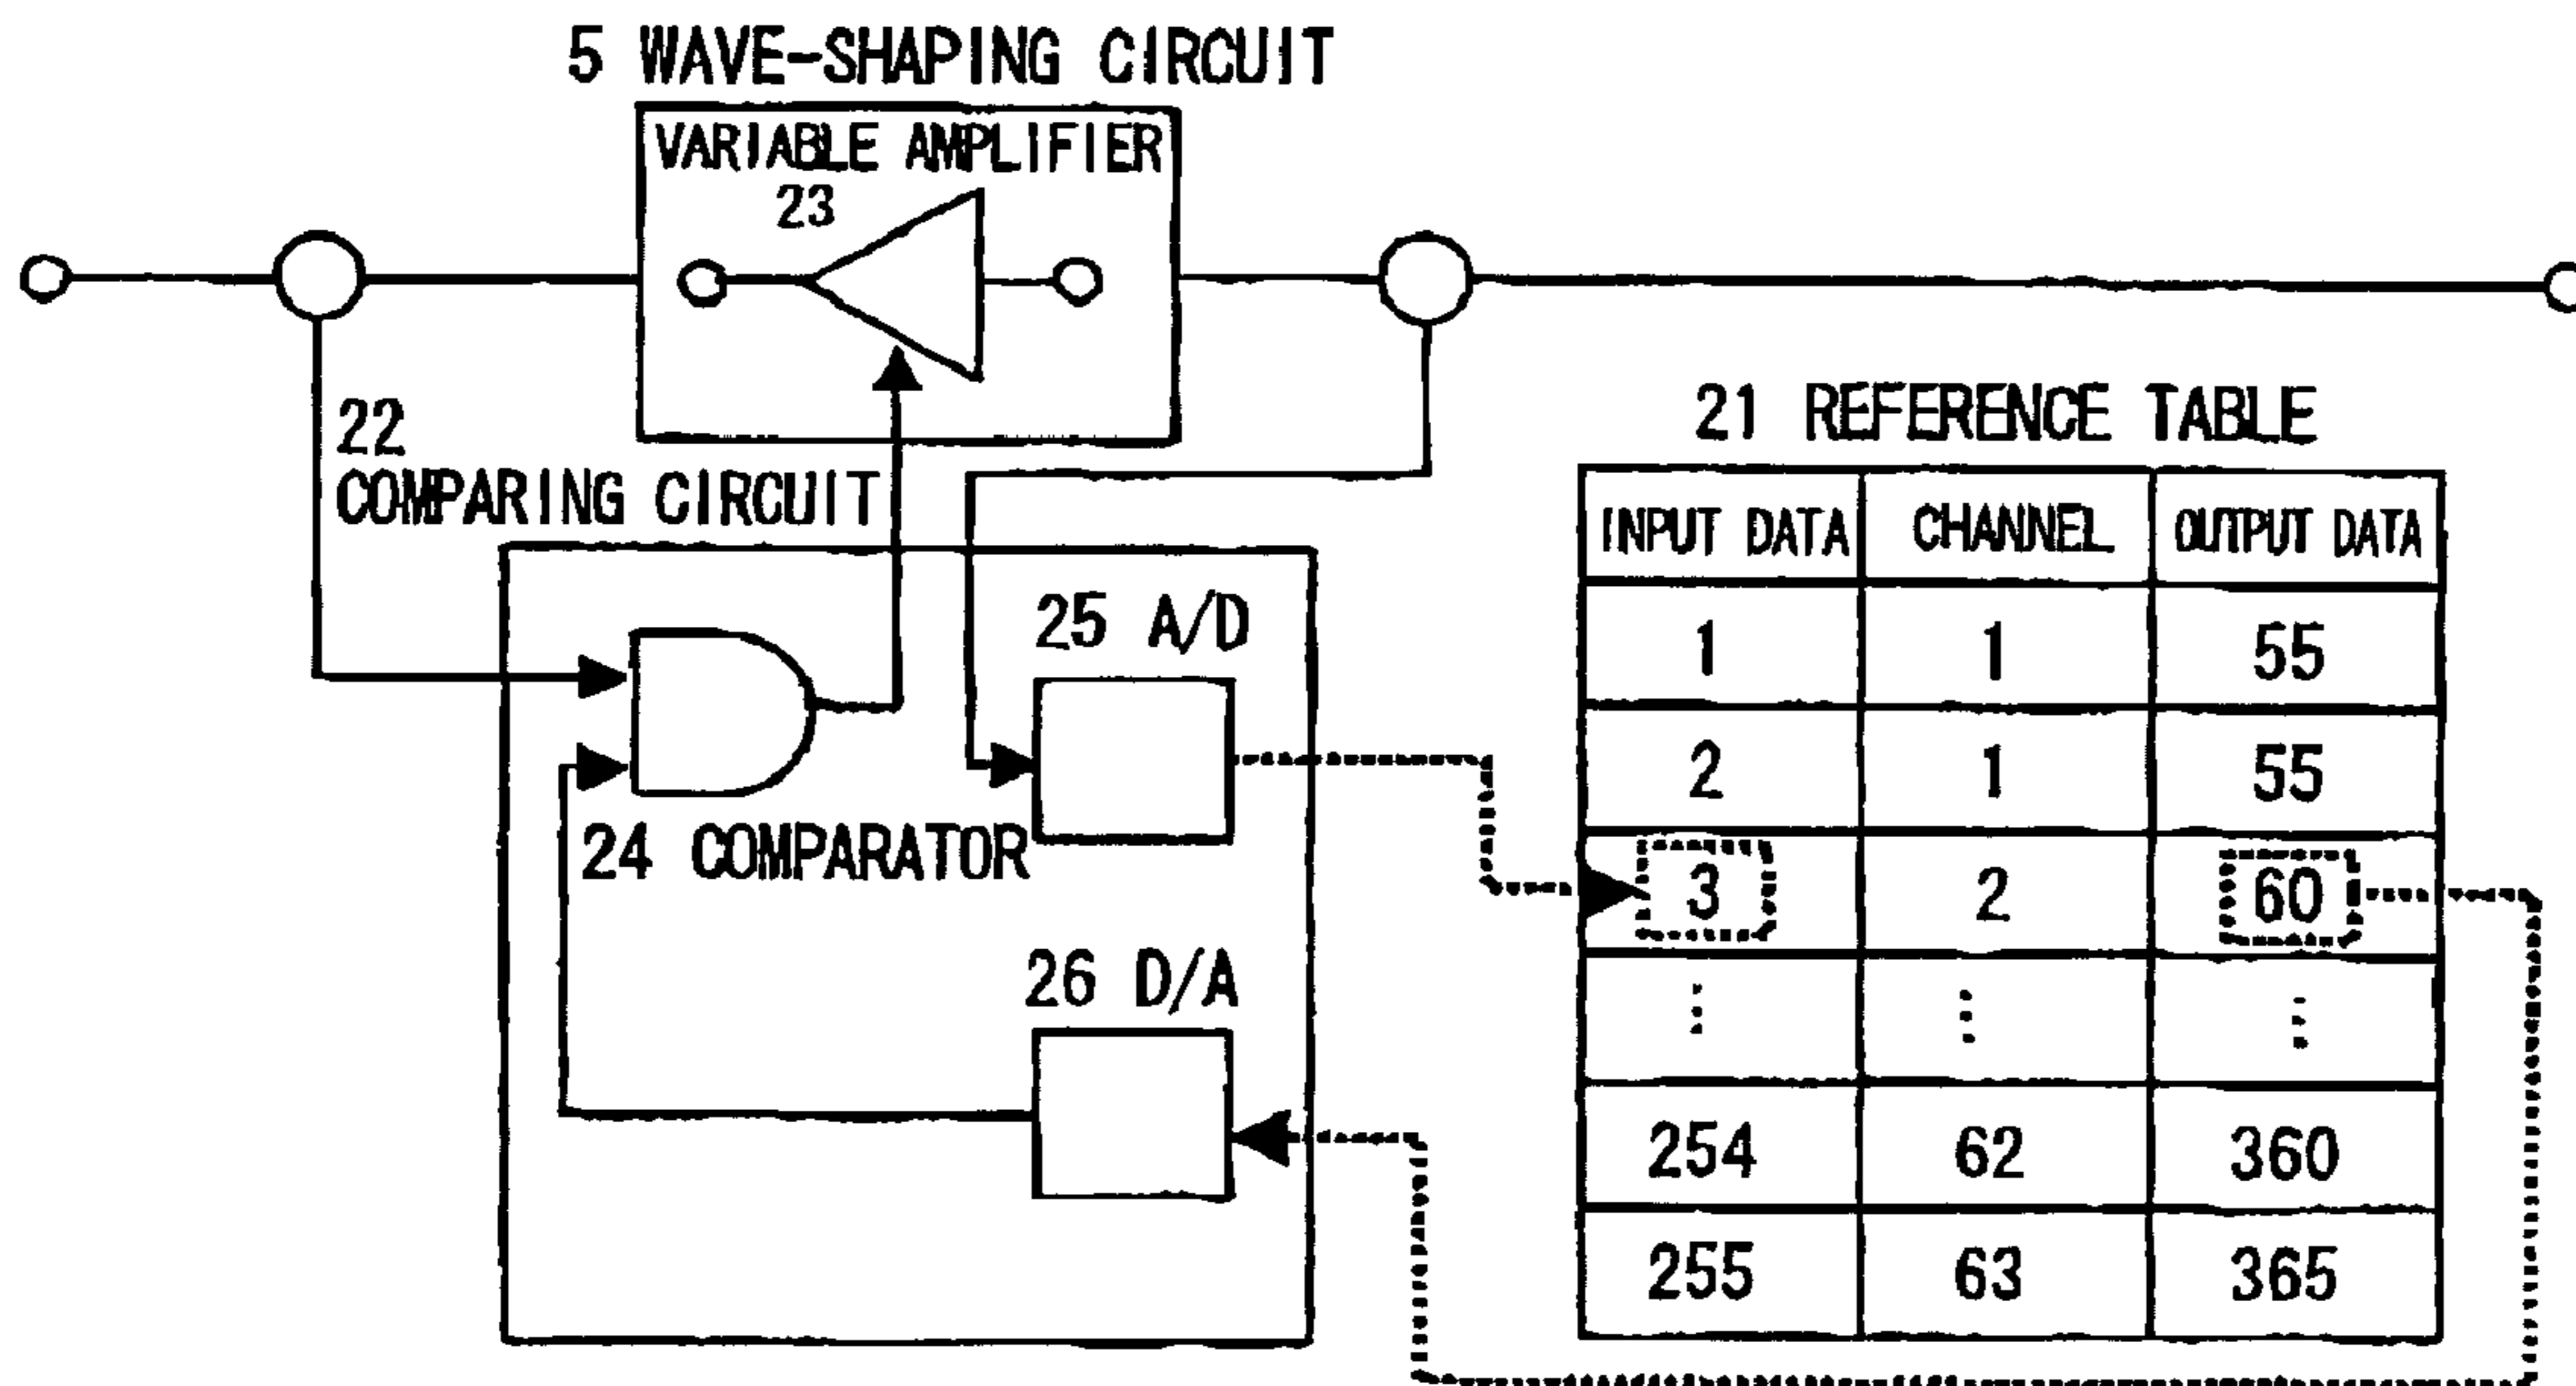 5 WAVE-SHAPING CIRCUIT
VARIABLE AMPLIFIER
23
22
COMPARING CIRCUIT
25 A/D
24 COMPARATOR
26 D/A
21 REFERENCE TABLE
INPUT DATA CHANNEL OUTPUT DATA
1 1 55
2 1 55
3 2 60
⋮ ⋮ ⋮
254 62 360
255 63 365